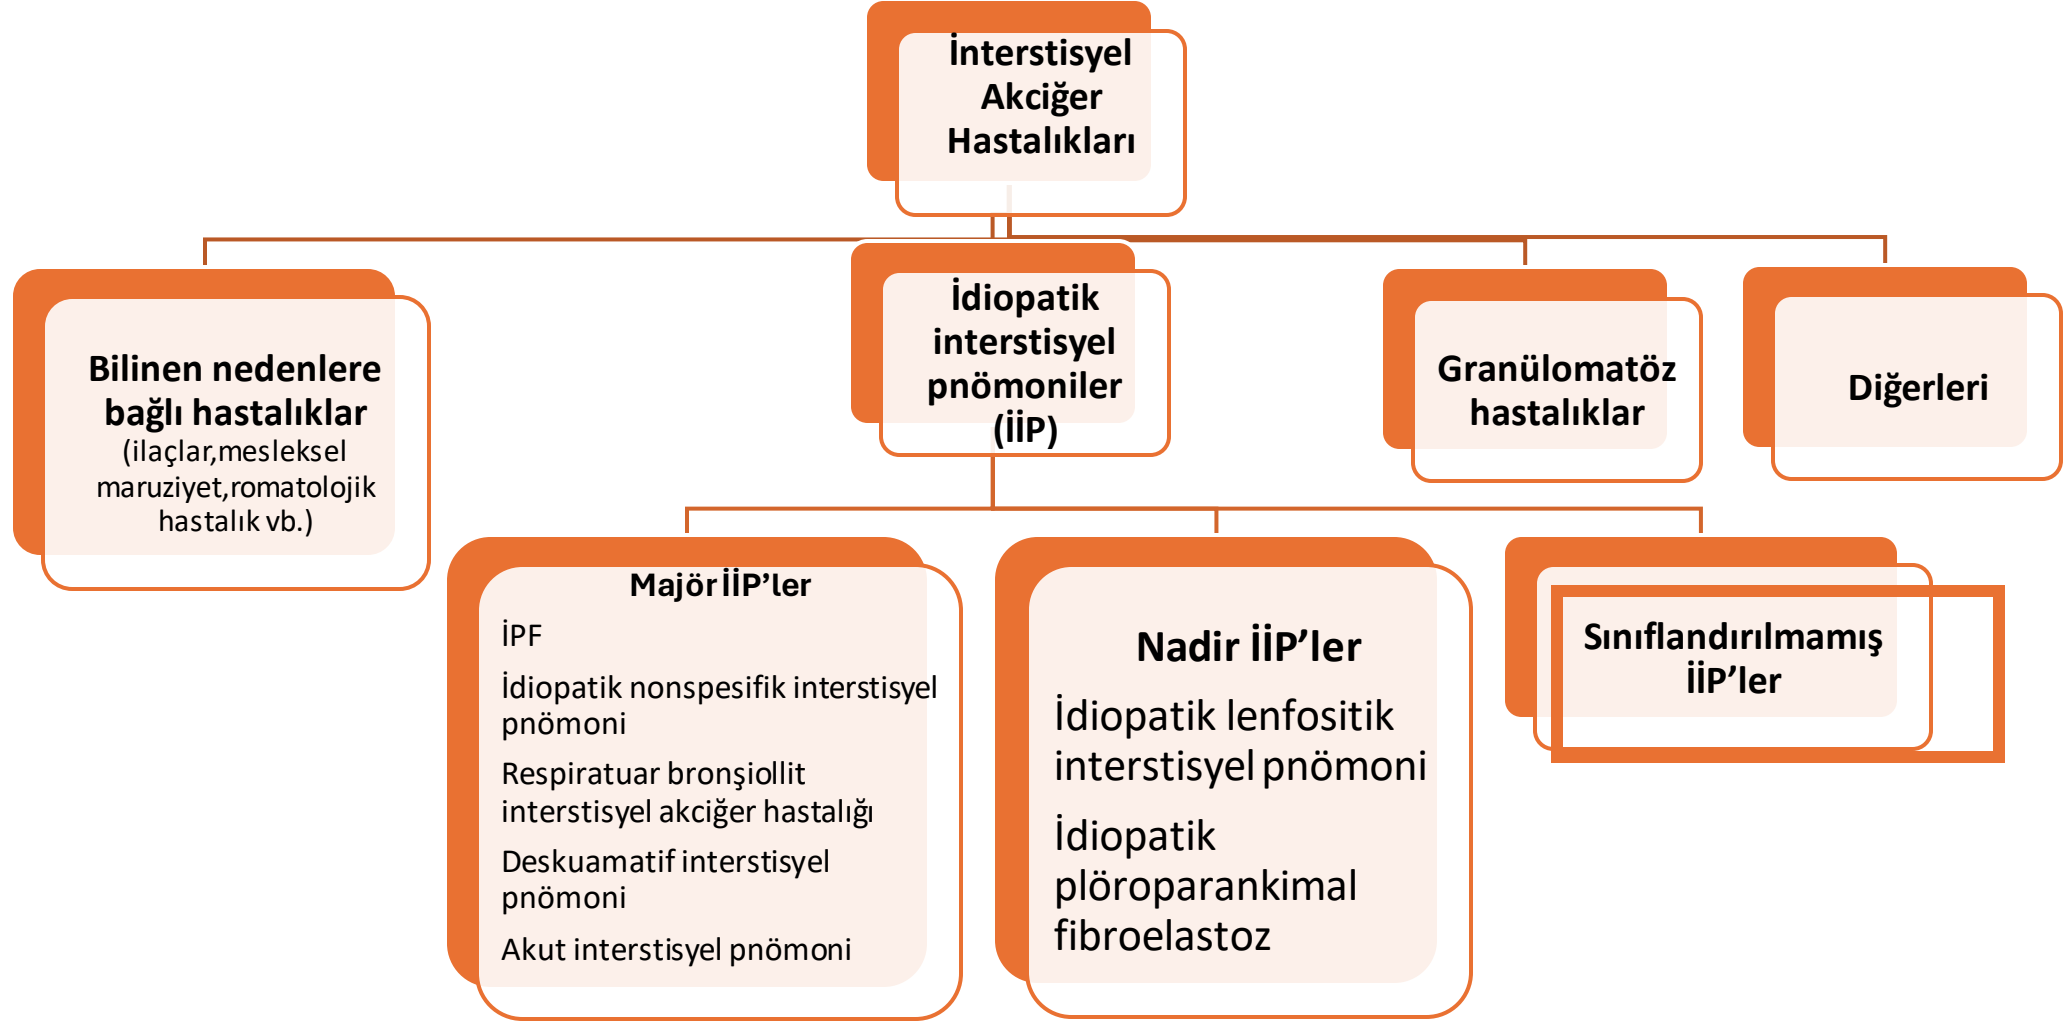 İnterstisyel
Akciğer
Hastalıkları
Bilinen nedenlere
bağlı hastalıklar
(ilaçlar,mesleksel
maruziyet,romatolojik
hastalık vb.)
İdiopatik
interstisyel
pnömoniler
(İİP)
Granülomatöz
hastalıklar
Diğerleri
Majör İİP’ler
İPF
İdiopatik nonspesifik interstisyel
pnömoni
Respiratuar bronşiollit
interstisyel akciğer hastalığı
Deskuamatif interstisyel
pnömoni
Akut interstisyel pnömoni
Nadir İİP’ler
İdiopatik lenfositik
interstisyel pnömoni
İdiopatik
plöroparankimal
fibroelastoz
Sınıflandırılmamış
İİP’ler